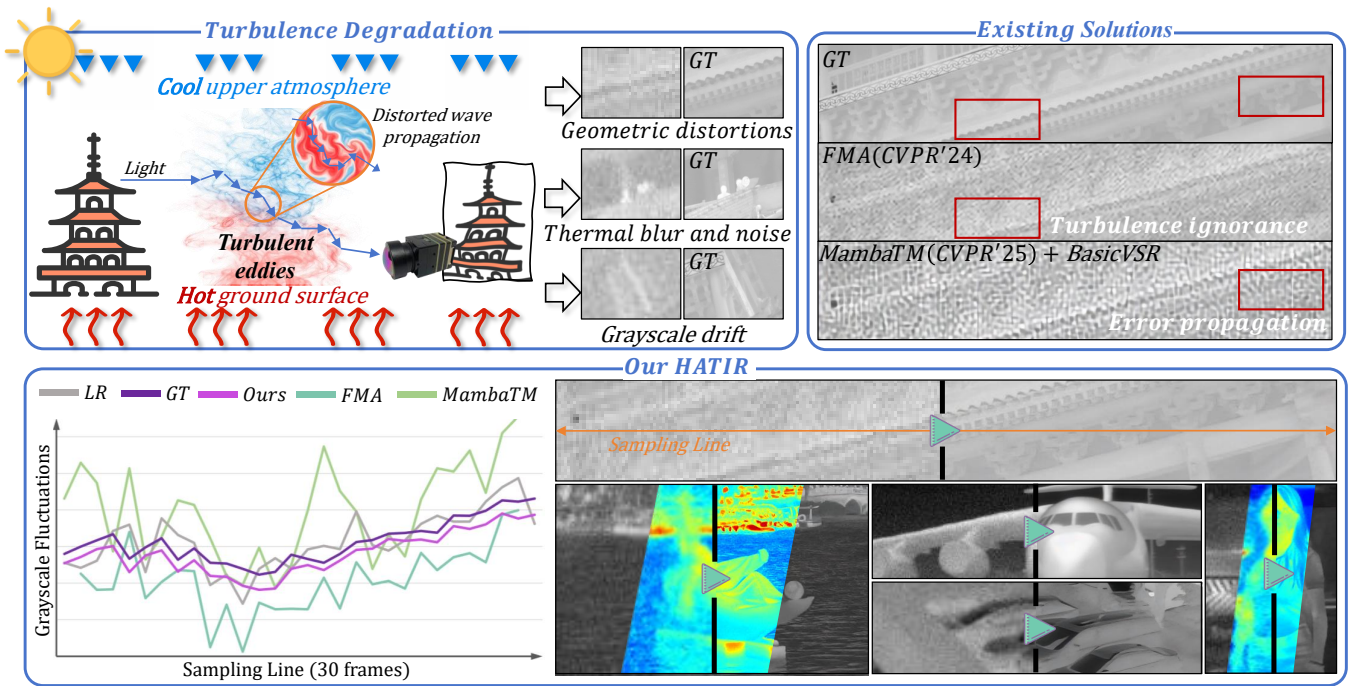 Turbulence Degradation
Cool upper atmosphere
Distorted wave
propagation
Light
Turbulent
eddies
Hot ground surface
GT
Geometric distortions
GT
Thermal blur and noise
GT
Grayscale drift
Existing Solutions
GT
FMA(CVPR'24)
Turbulence ignorance
MambaTM(CVPR'25) + BasicVSR
Error propagation
Our HATIR
LR
GT
Ours
FMA
MambaTM
Grayscale Fluctuations
Sampling Line (30 frames)
Sampling Line